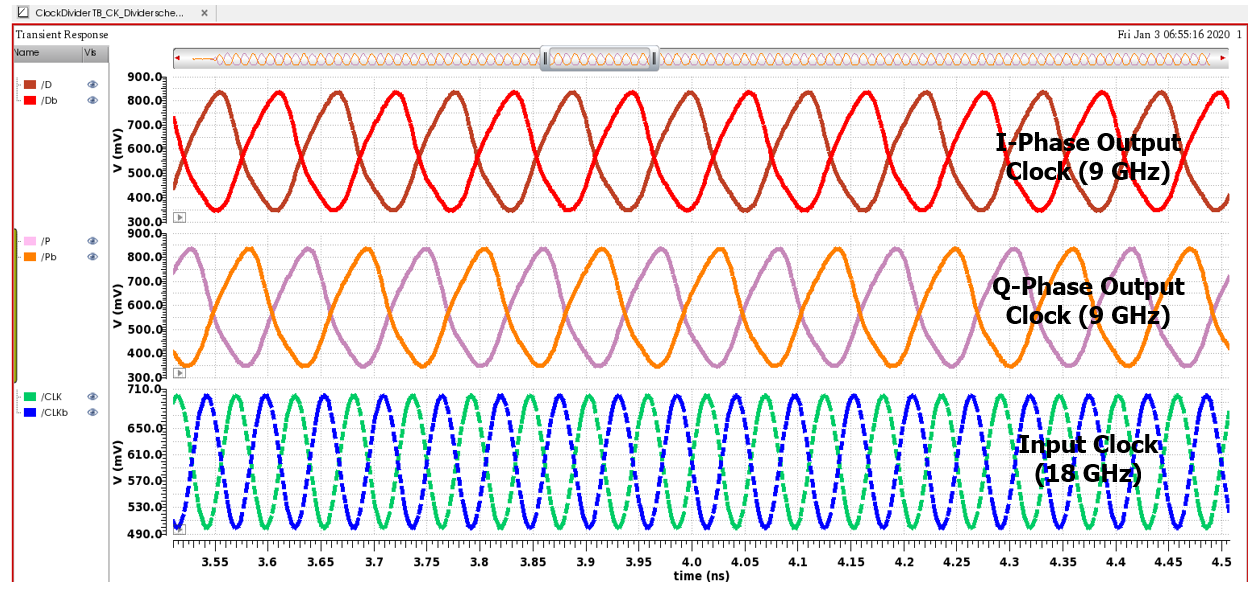 ClockDivider TB_CK_Divider sche... ×
Transient Response
Fri Jan 3 06:55:16 2020 1
Name Vis
/D
/Db
900.0
800.0
700.0
600.0
500.0
400.0
300.0
V (mV)
I-Phase Output
Clock (9 GHz)
/P
/Pb
900.0
800.0
700.0
600.0
500.0
400.0
300.0
V (mV)
Q-Phase Output
Clock (9 GHz)
/CLK
/CLKb
710.0
650.0
610.0
570.0
530.0
490.0
V (mV)
Input Clock
(18 GHz)
3.55 3.6 3.65 3.7 3.75 3.8 3.85 3.9 3.95 4.0 4.05 4.1 4.15 4.2 4.25 4.3 4.35 4.4 4.45 4.5
time (ns)